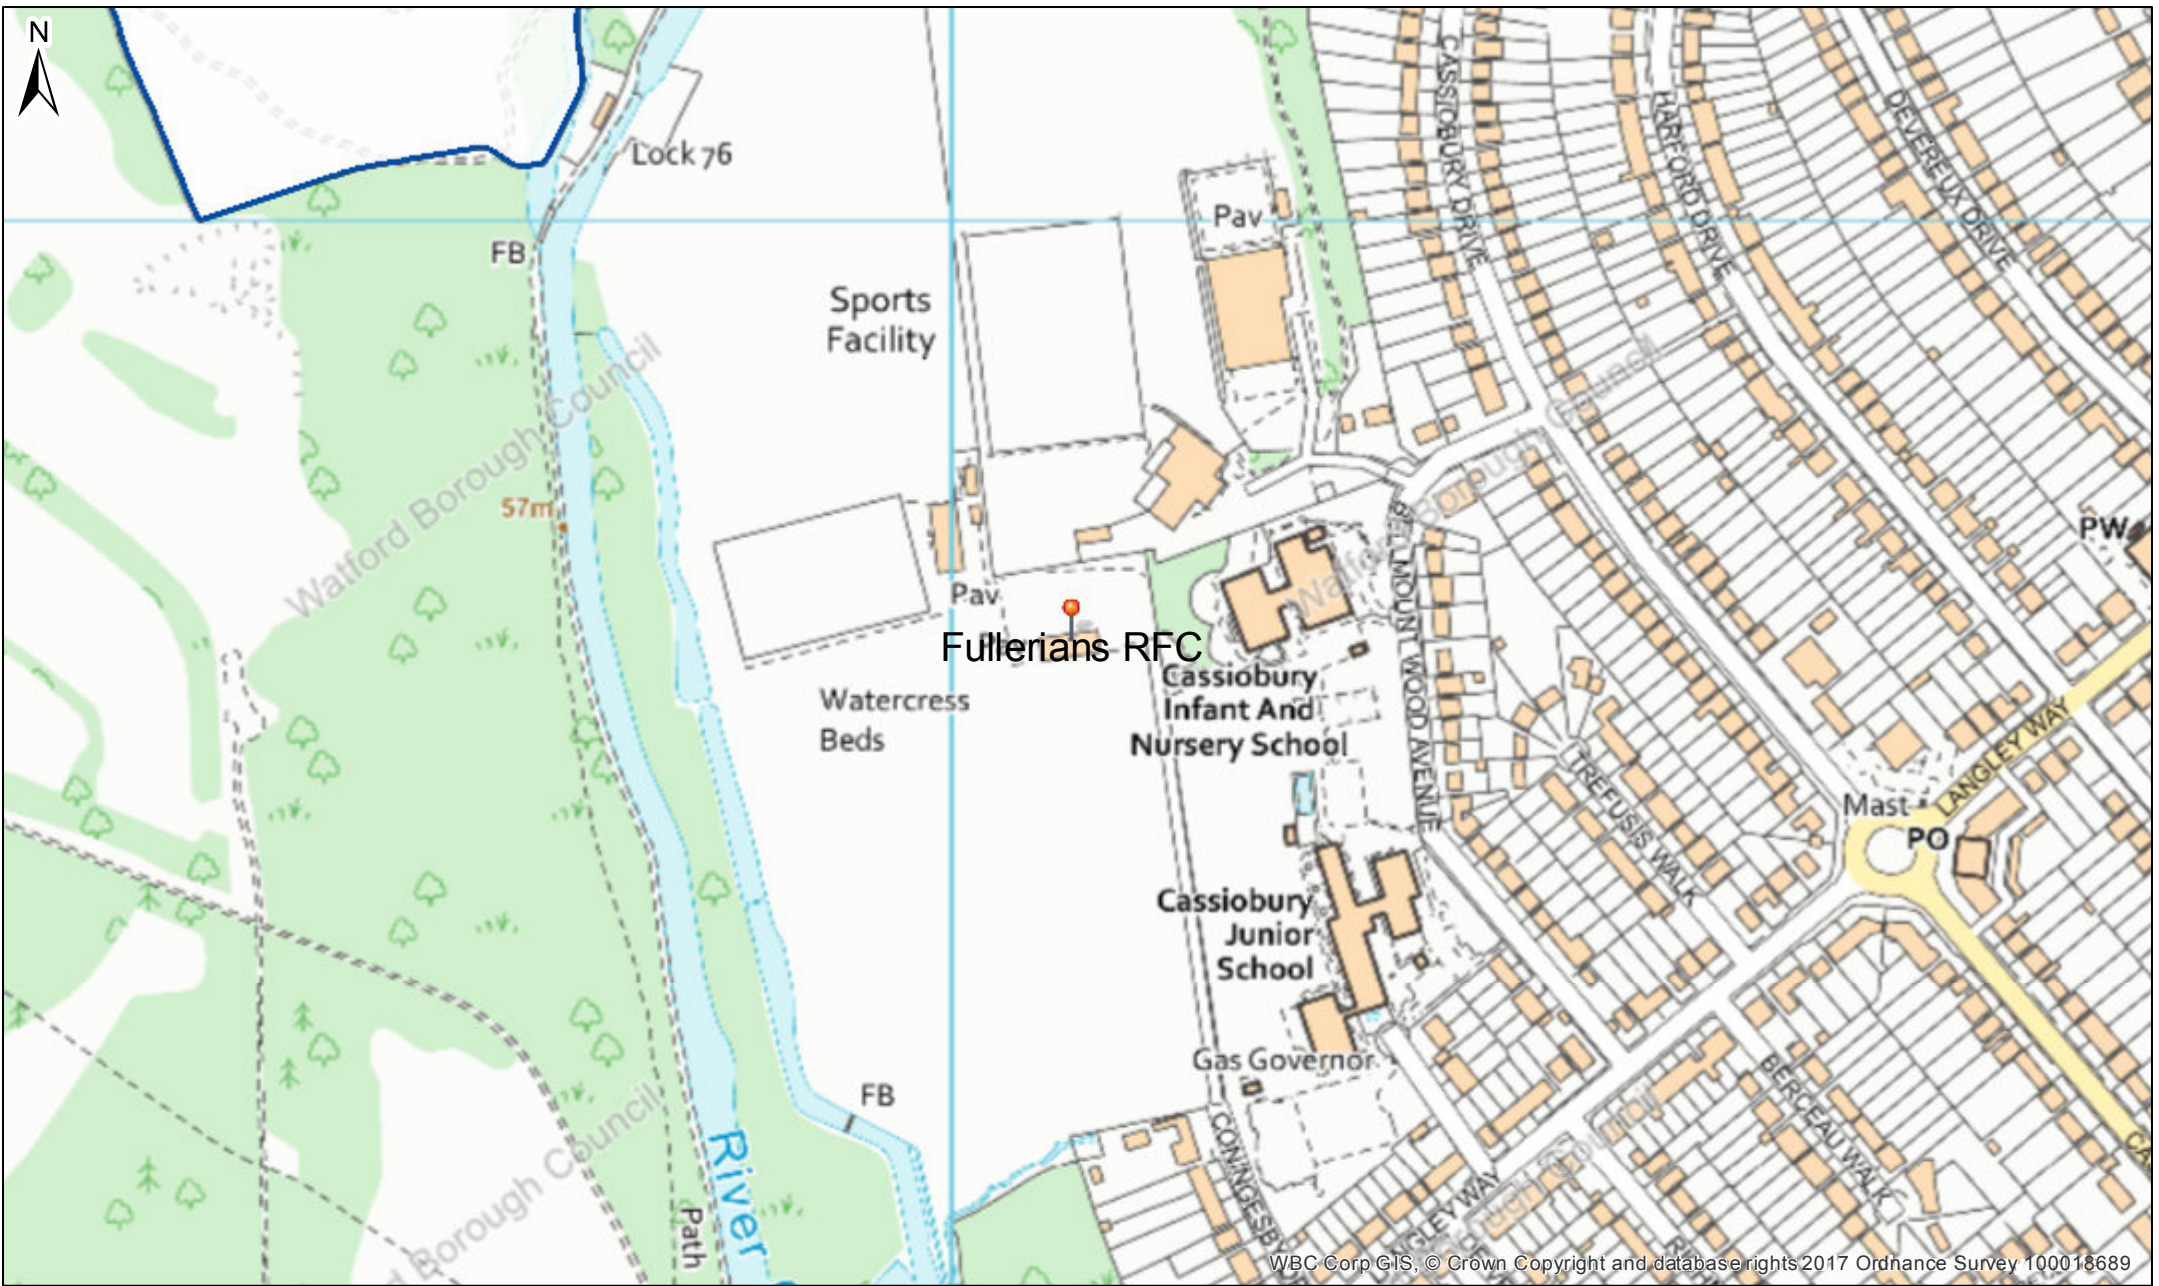 N
CASSIOBURY DRIVE
HARFORD DRIVE
DEVEREUX DRIVE
Lock 76
Pav
FB
Sports
Facility
Watford Borough Council
57m
PW
BELLMOUNT WOOD AVENUE
Pav
Fullerians RFC
Cassiobury
Infant And
Nursery School
Watercress
Beds
LANGLEY WAY
TREFUSIS WALK
Mast
PO
Cassiobury
Junior
School
Gas Governor
FB
BERCEAU WALK
CONINGESBY
River
Path
Borough Council
WBC Corp GIS, © Crown Copyright and database rights 2017 Ordnance Survey 100018689